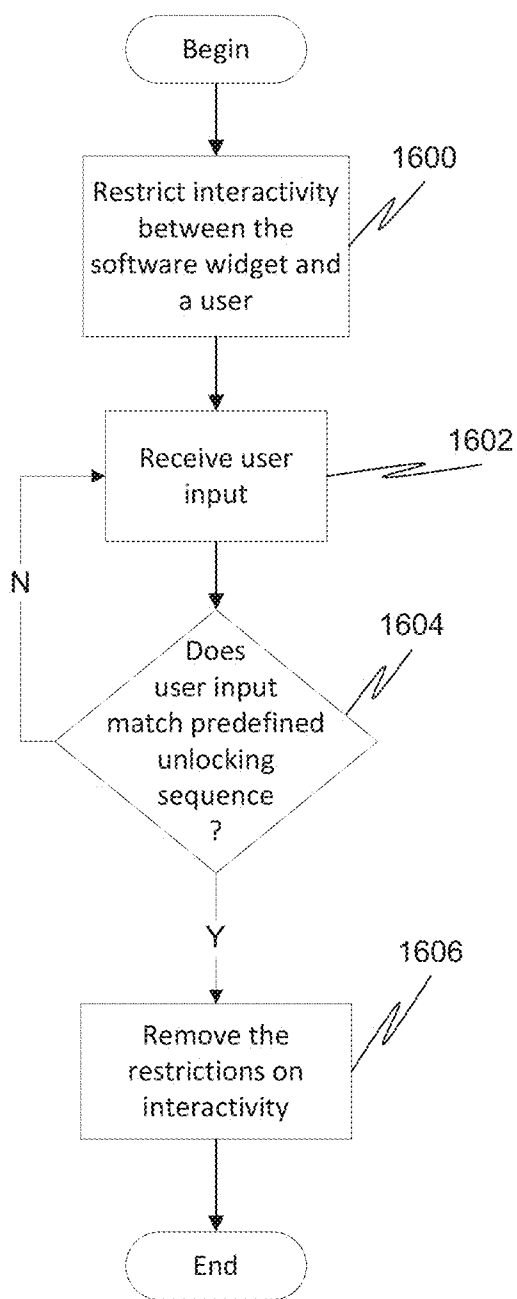 Begin
1600
Restrict interactivity
between the
software widget and
a user
1602
Receive user
input
N
1604
Does
user input
match predefined
unlocking
sequence
?
Y
1606
Remove the
restrictions on
interactivity
End